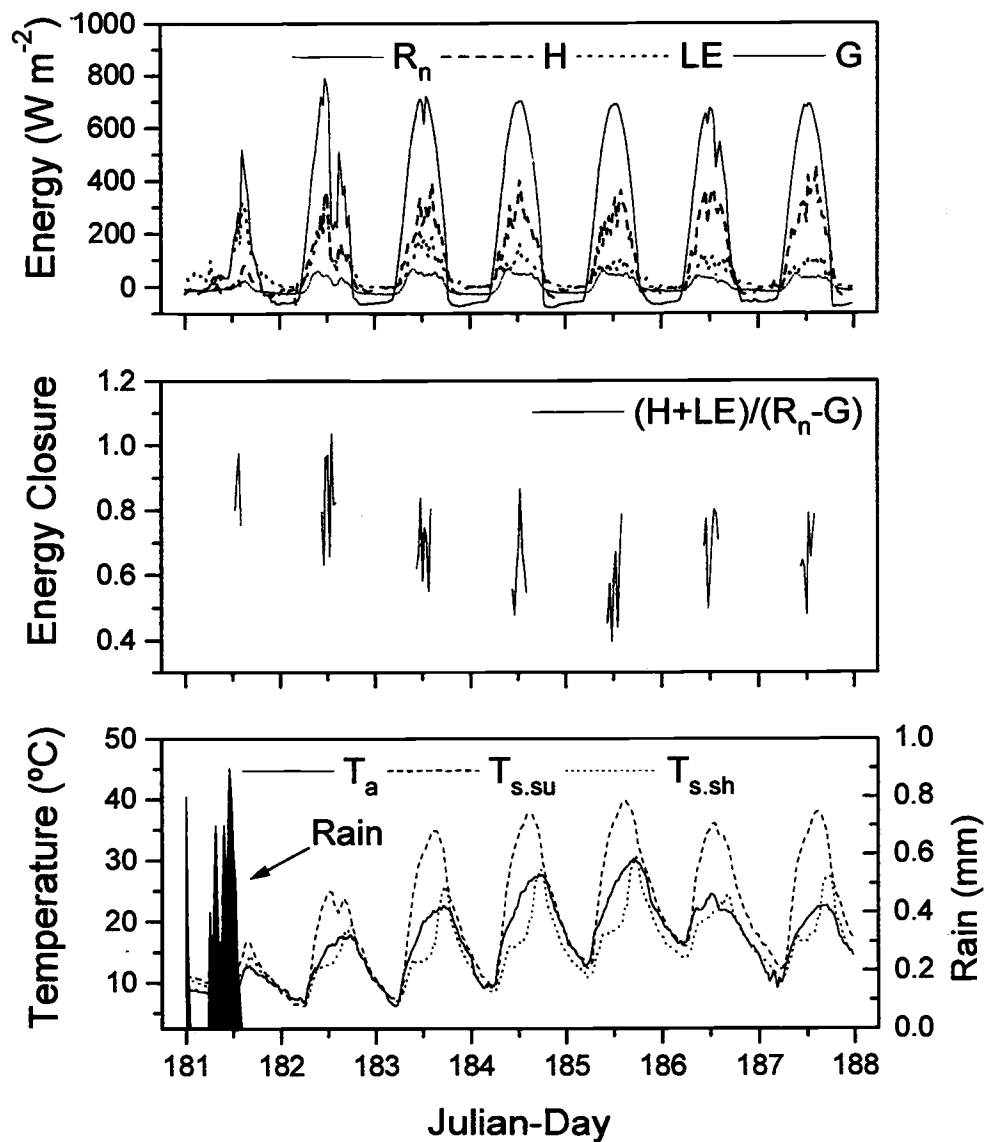 Energy (W m⁻²)
1000
800
600
400
200
0
Rₙ H LE G
Energy Closure
1.2
1.0
0.8
0.6
0.4
(H+LE)/(Rₙ-G)
Temperature (ºC)
50
40
30
20
10
Tₐ T s.su T s.sh
Rain
1.0
0.8
0.6
0.4
0.2
0.0
Rain (mm)
181 182 183 184 185 186 187 188
Julian-Day